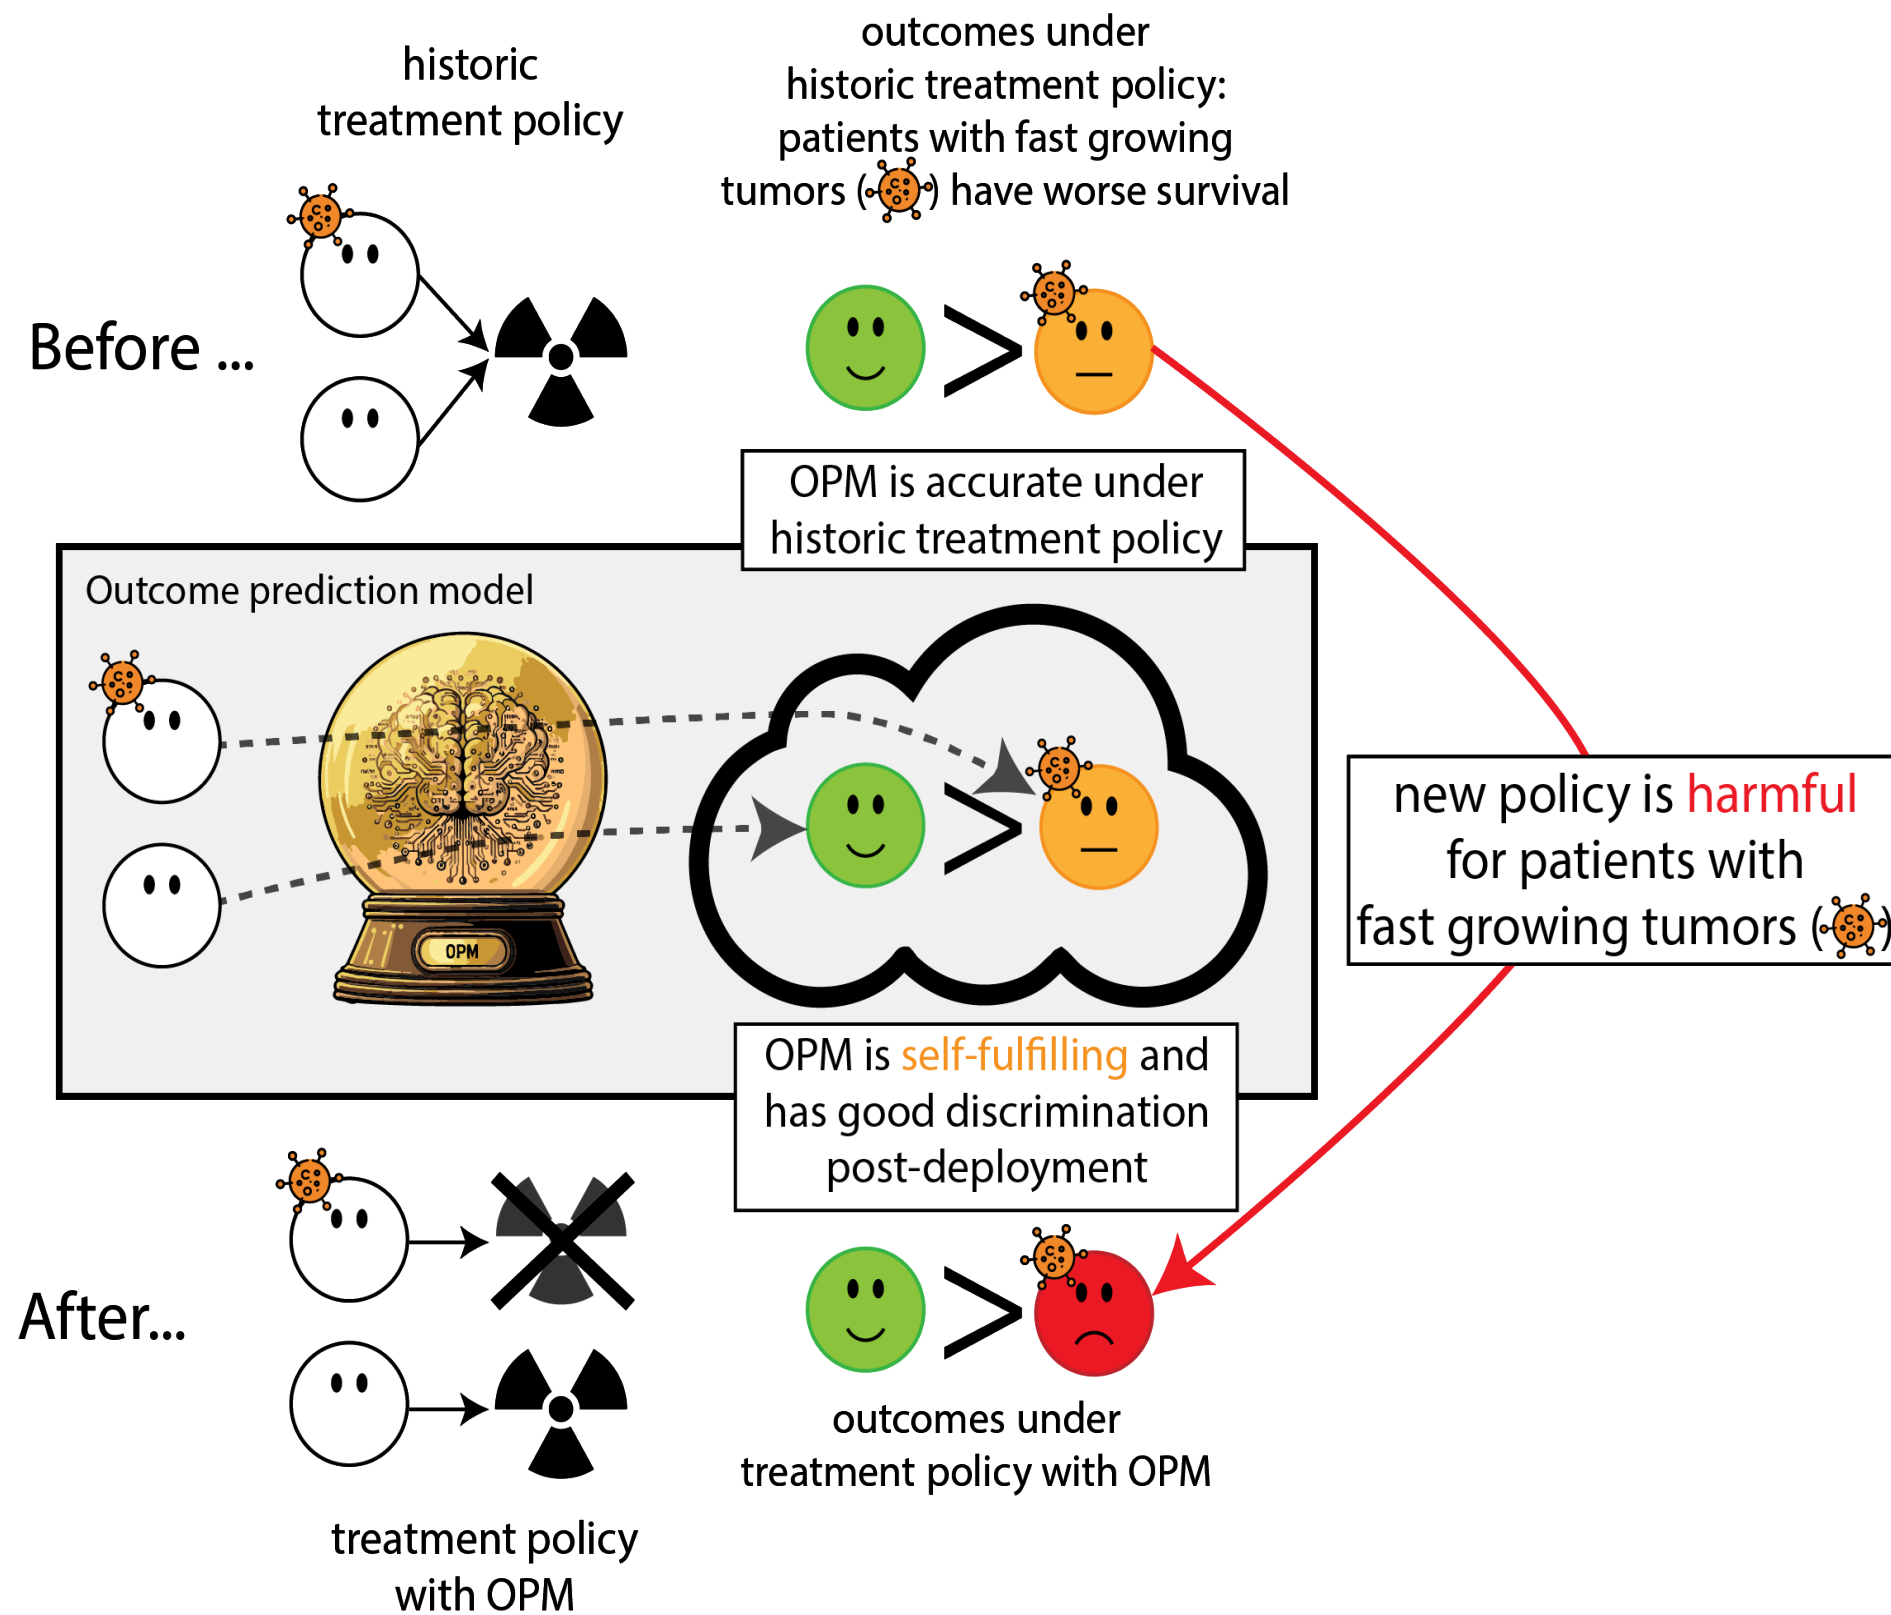 historic
treatment policy
outcomes under
historic treatment policy:
patients with fast growing
tumors ( ) have worse survival
Before ...
OPM is accurate under
historic treatment policy
Outcome prediction model
OPM
new policy is harmful
for patients with
fast growing tumors ( )
OPM is self-fulfilling and
has good discrimination
post-deployment
After...
outcomes under
treatment policy with OPM
treatment policy
with OPM